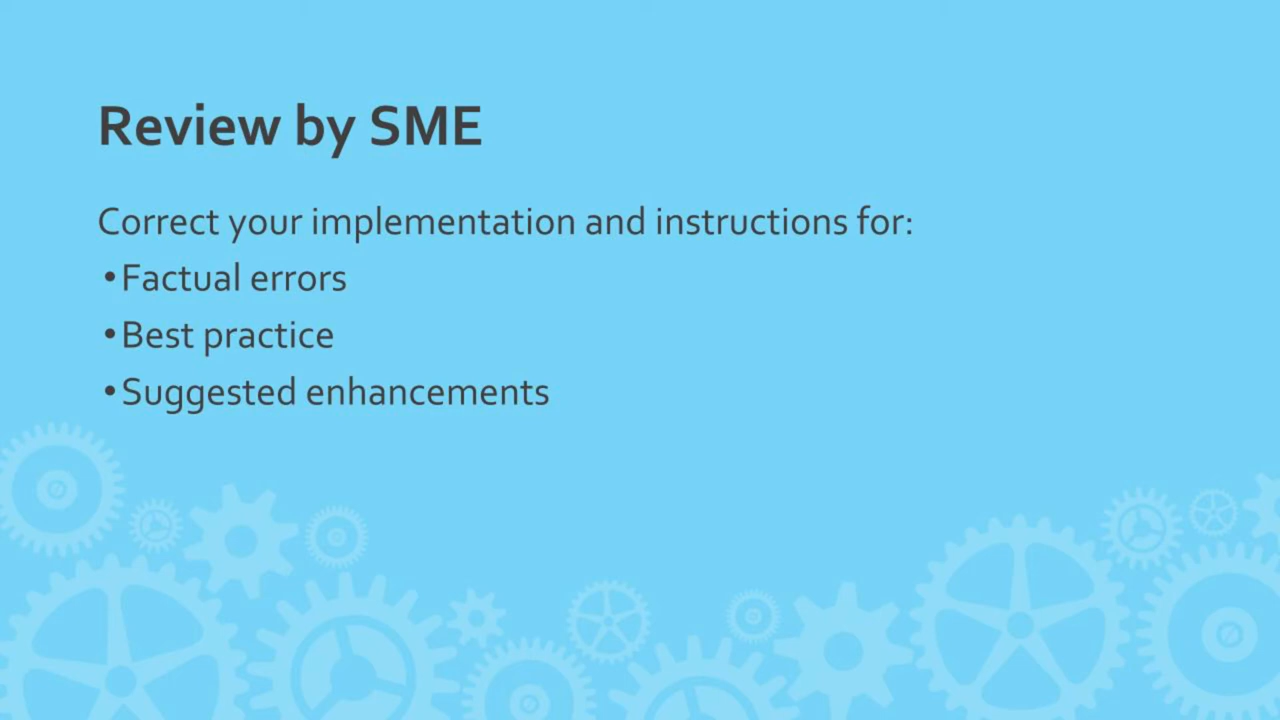 Review by SME
Correct your implementation and instructions for:
•Factual errors
•Best practice
•Suggested enhancements